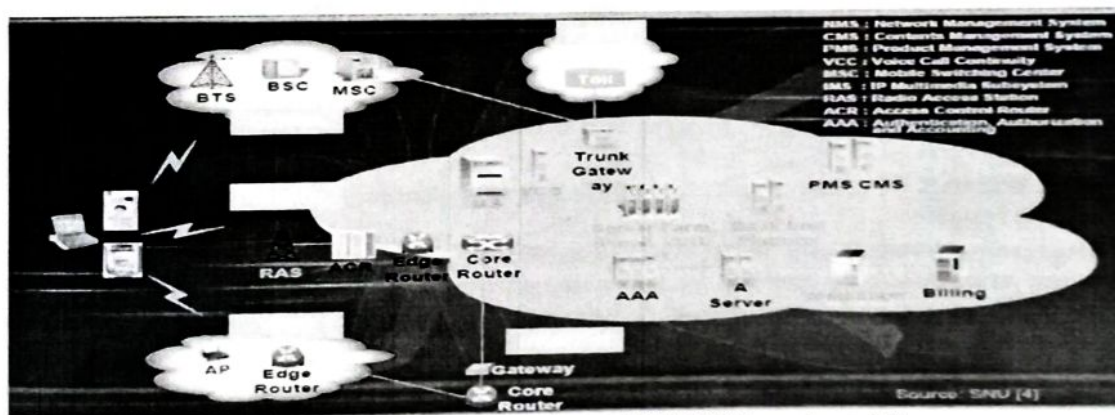 NMS : Network Management System
CMS : Contents Management System
PMS : Product Management System
VCC : Voice Call Continuity
MSC : Mobile Switching Center
IMS : IP Multimedia Subsystem
RAS : Radio Access Station
ACR : Access Control Router
AAA : Authentication, Authorization
and Accounting
BTS
BSC
MSC
Toll
Trunk
Gatew
ay
PMS CMS
RAS
ACR
Edge
Router
Core
Router
AAA
A
Server
Billing
AP
Edge
Router
Gateway
Core
Router
Source: SNU [4]